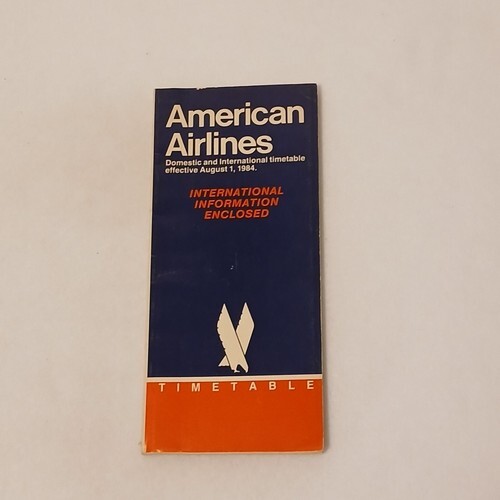 American
Airlines
Domestic and International timetable
effective August 1, 1984.
INTERNATIONAL
INFORMATION
ENCLOSED
TIMETABLE